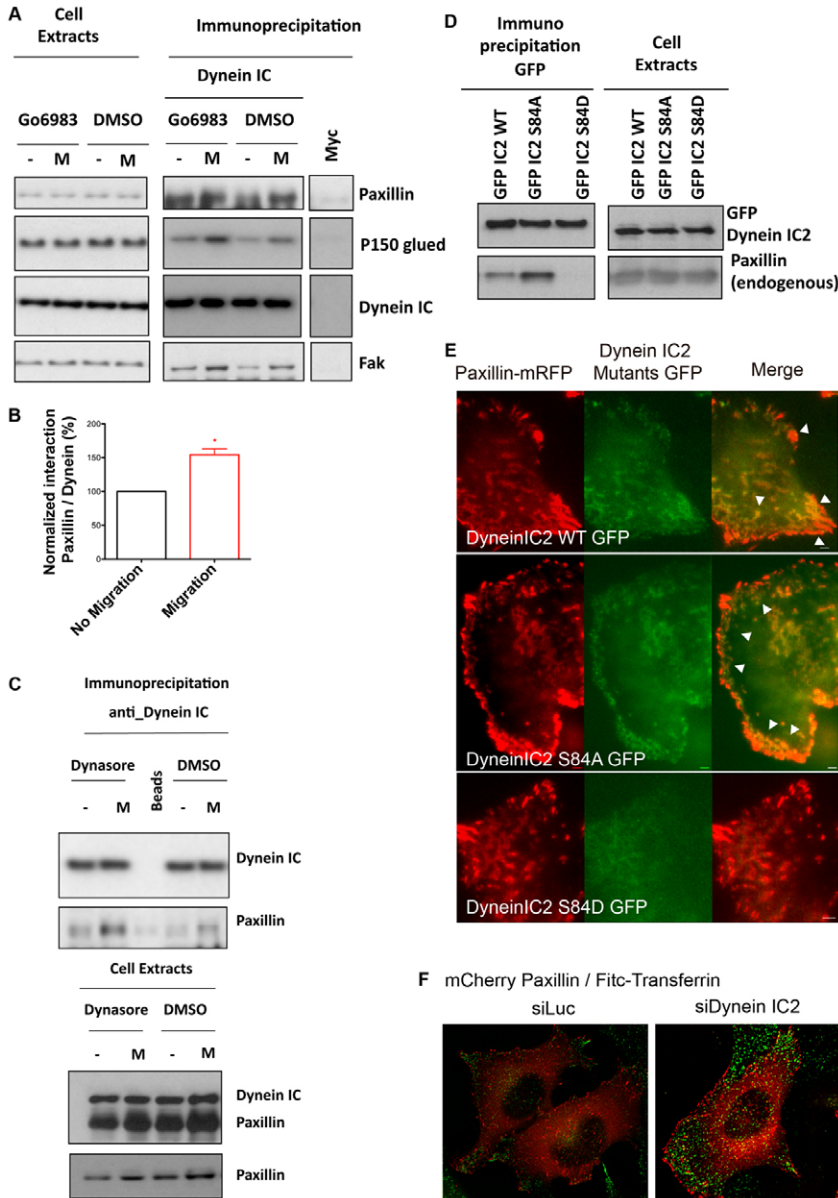 A
Cell
Extracts
Immunoprecipitation
Dynein IC
Go6983 DMSO Go6983 DMSO Myc
- M - M - M - M
Paxillin
P150 glued
Dynein IC
Fak
B
Normalized interaction
Paxillin / Dynein (%)
200
150
100
50
0
*
No Migration
Migration
C
Immunoprecipitation
anti_Dynein IC
Dynasore Beads DMSO
- M - M
Dynein IC
Paxillin
Cell Extracts
Dynasore DMSO
- M - M
Dynein IC
Paxillin
Paxillin
D
Immuno
precipitation
GFP
Cell
Extracts
GFP IC2 WT
GFP IC2 S84A
GFP IC2 S84D
GFP IC2 WT
GFP IC2 S84A
GFP IC2 S84D
GFP
Dynein IC2
Paxillin
(endogenous)
E
Paxillin-mRFP
Dynein IC2
Mutants GFP
Merge
DyneinIC2 WT GFP
DyneinIC2 S84A GFP
DyneinIC2 S84D GFP
F mCherry Paxillin / Fitc-Transferrin
siLuc siDynein IC2